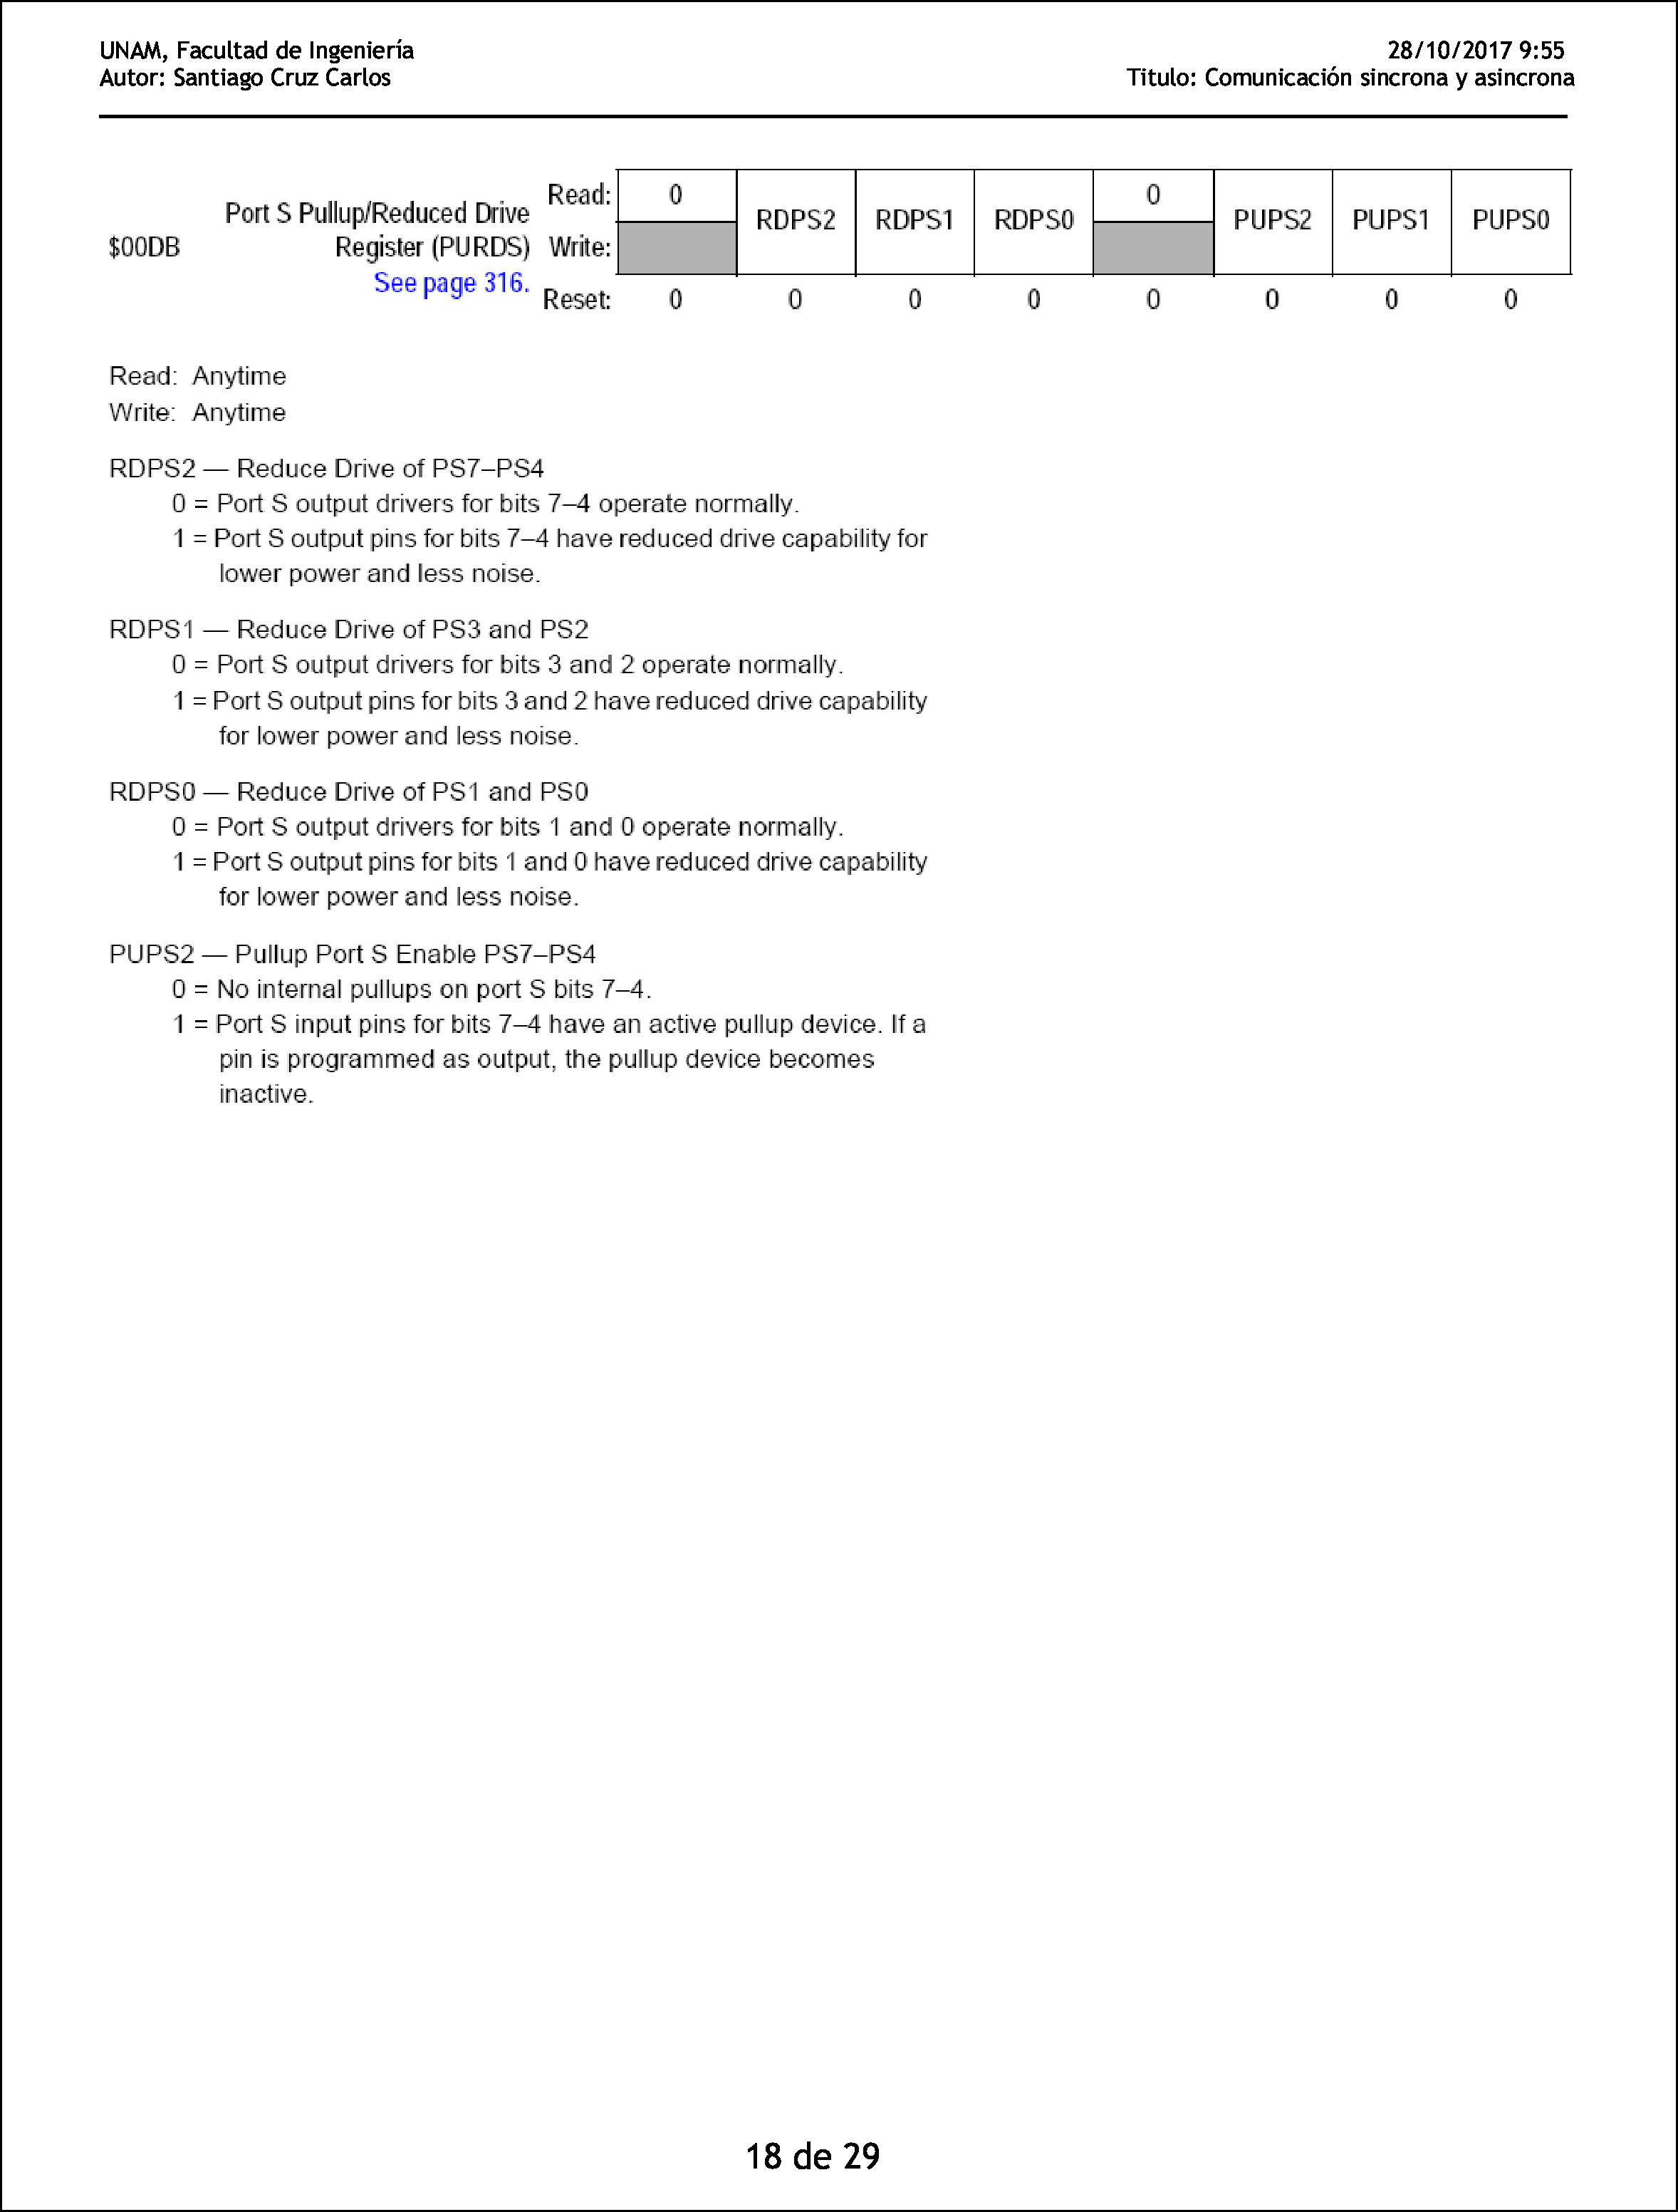 UNAM, Facultad de Ingeniería 28/10/2017 9:55
Autor: Santiago Cruz Carlos Titulo: Comunicación sincrona y asincrona
Read: 0 RDPS2 RDPS1 RDPS0 0 PUPS2 PUPS1 PUPS0
Port S Pullup/Reduced Drive
$00DB Register (PURDS) Write:
See page 316.
Reset: 0 0 0 0 0 0 0 0
Read: Anytime
Write: Anytime
RDPS2 — Reduce Drive of PS7–PS4
0 = Port S output drivers for bits 7–4 operate normally.
1 = Port S output pins for bits 7–4 have reduced drive capability for
lower power and less noise.
RDPS1 — Reduce Drive of PS3 and PS2
0 = Port S output drivers for bits 3 and 2 operate normally.
1 = Port S output pins for bits 3 and 2 have reduced drive capability
for lower power and less noise.
RDPS0 — Reduce Drive of PS1 and PS0
0 = Port S output drivers for bits 1 and 0 operate normally.
1 = Port S output pins for bits 1 and 0 have reduced drive capability
for lower power and less noise.
PUPS2 — Pullup Port S Enable PS7–PS4
0 = No internal pullups on port S bits 7–4.
1 = Port S input pins for bits 7–4 have an active pullup device. If a
pin is programmed as output, the pullup device becomes
inactive.
18 de 29